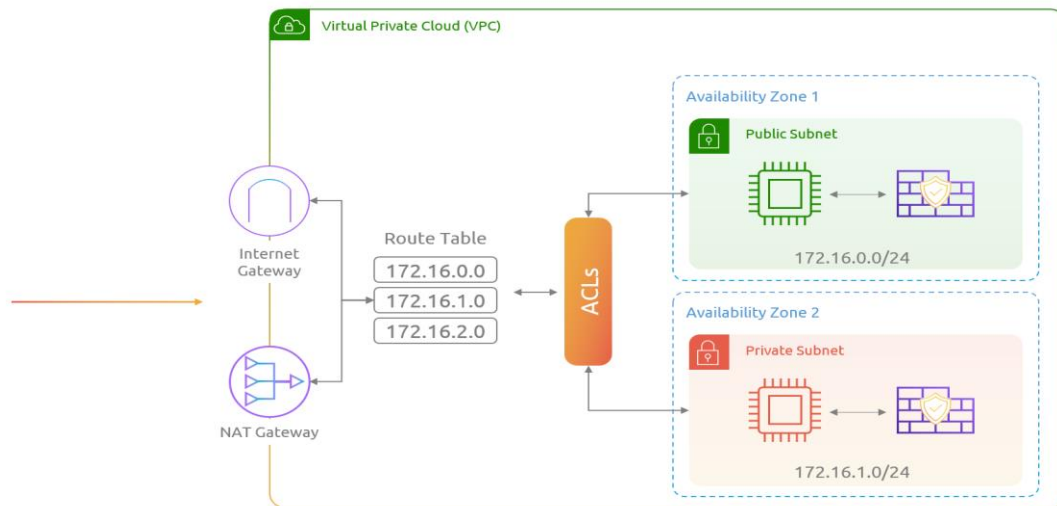 Virtual Private Cloud (VPC)
Availability Zone 1
Public Subnet
172.16.0.0/24
Internet
Gateway
Route Table
172.16.0.0
172.16.1.0
172.16.2.0
ACLs
NAT Gateway
Availability Zone 2
Private Subnet
172.16.1.0/24